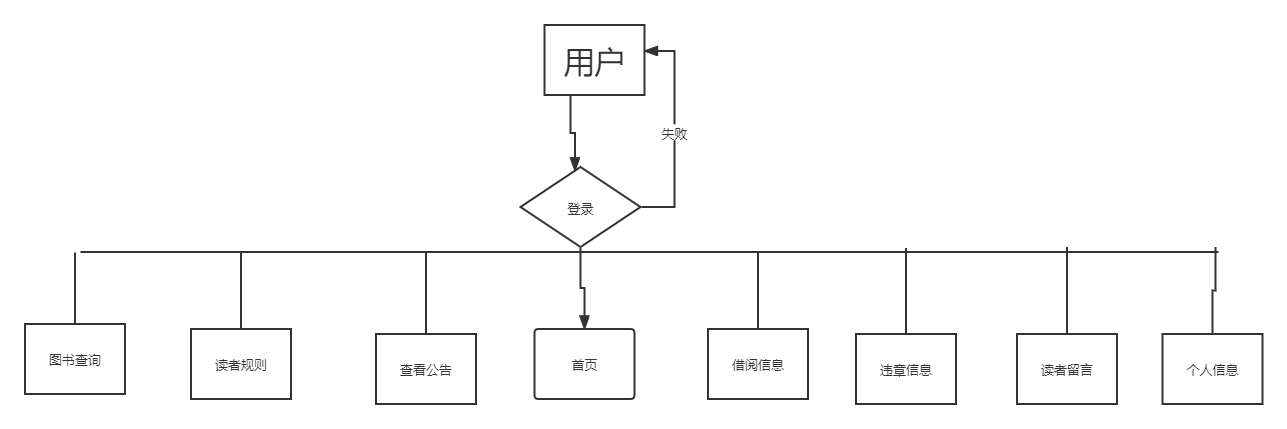 用户
失败
登录
图书查询
读者规则
查看公告
首页
借阅信息
违章信息
读者留言
个人信息